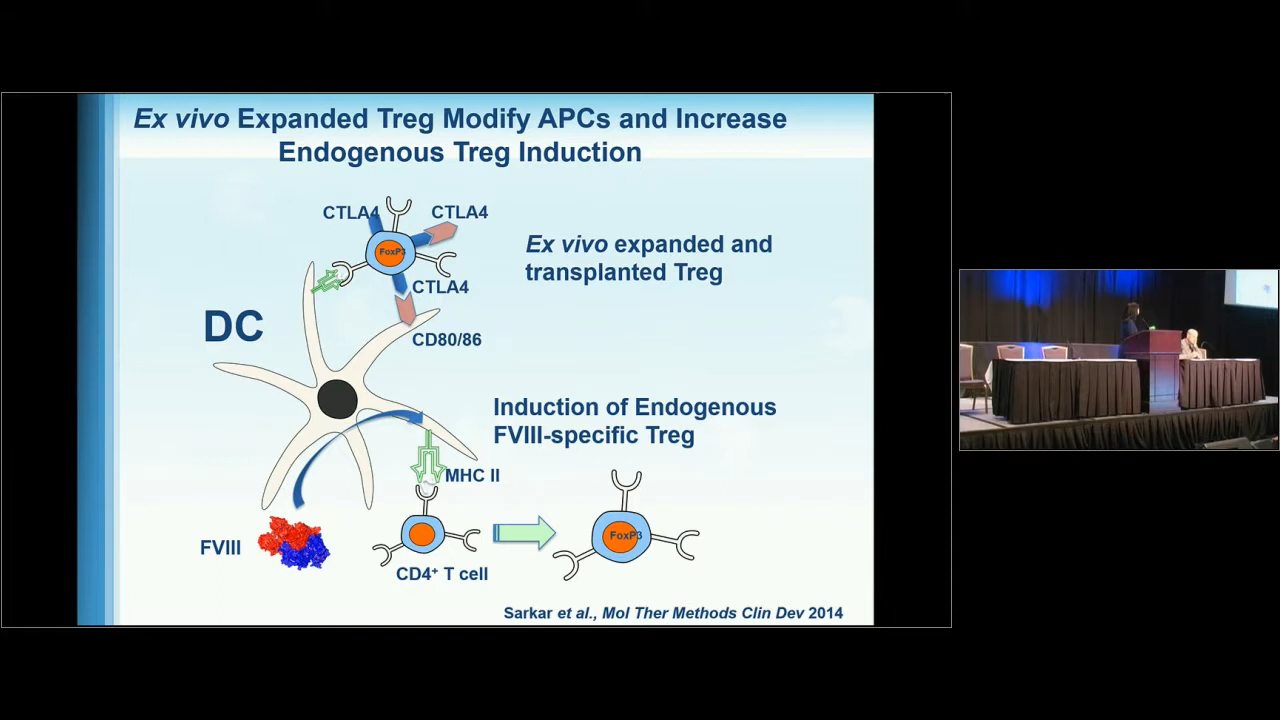 Ex vivo Expanded Treg Modify APCs and Increase
Endogenous Treg Induction
CTLA4
CTLA4
FoxP3
Ex vivo expanded and
transplanted Treg
CTLA4
DC
CD80/86
Induction of Endogenous
FVIII-specific Treg
MHC II
FVIII
FoxP3
CD4⁺ T cell
Sarkar et al., Mol Ther Methods Clin Dev 2014